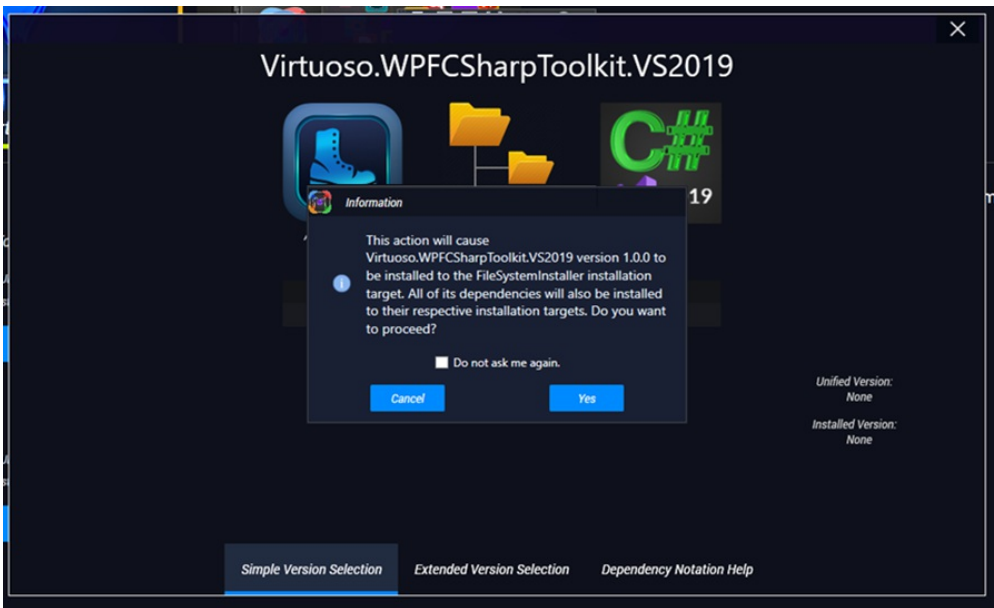 Virtuoso.WPFCSharpToolkit.VS2019
C#
19
Information
This action will cause
Virtuoso.WPFCSharpToolkit.VS2019 version 1.0.0 to
be installed to the FileSystemInstaller installation
target. All of its dependencies will also be installed
to their respective installation targets. Do you want
to proceed?
Do not ask me again.
Cancel
Yes
Unified Version:
None
Installed Version:
None
Simple Version Selection
Extended Version Selection
Dependency Notation Help